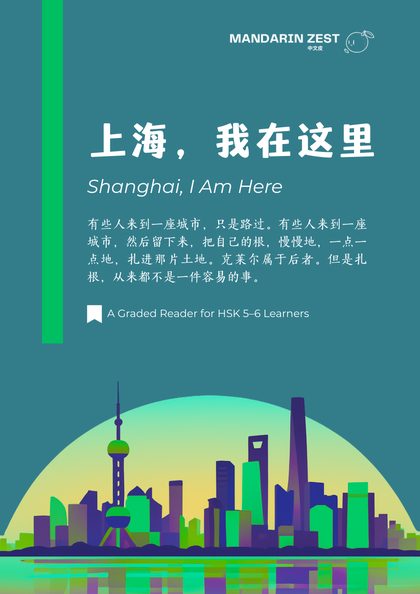 MANDARIN ZEST
中文皮
上海，我在这里
Shanghai, I Am Here
有些人来到一座城市，只是路过。有些人来到一座
城市，然后留下来，把自己的根，慢慢地，一点一
点地，扎进那片土地。克莱尔属于后者。但是扎
根，从来都不是一件容易的事。
A Graded Reader for HSK 5–6 Learners